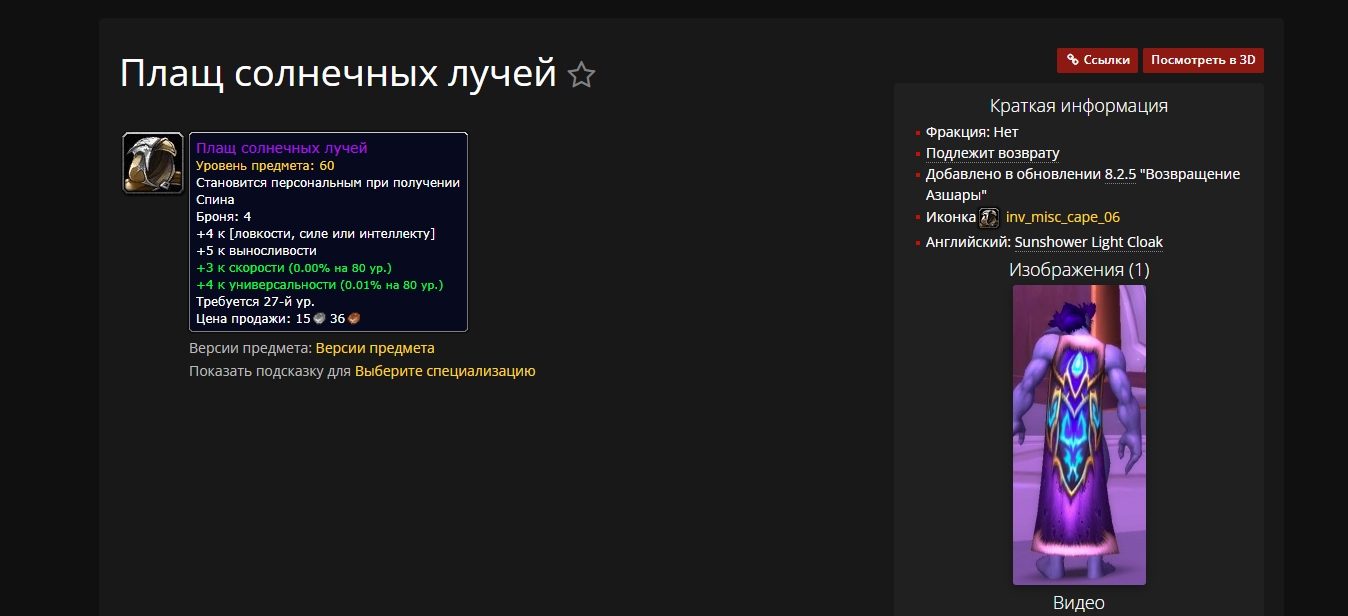 Плащ солнечных лучей
Ссылки
Посмотреть в 3D
Плащ солнечных лучей
Уровень предмета: 60
Становится персональным при получении
Спина
Броня: 4
+4 к [ловкости, силе или интеллекту]
+5 к выносливости
+3 к скорости (0.00% на 80 ур.)
+4 к универсальности (0.01% на 80 ур.)
Требуется 27-й ур.
Цена продажи: 15 36
Версии предмета: Версии предмета
Показать подсказку для Выберите специализацию
Краткая информация
Фракция: Нет
Подлежит возврату
Добавлено в обновлении 8.2.5 "Возвращение
Азшары"
Иконка inv_misc_cape_06
Английский: Sunshower Light Cloak
Изображения (1)
Видео